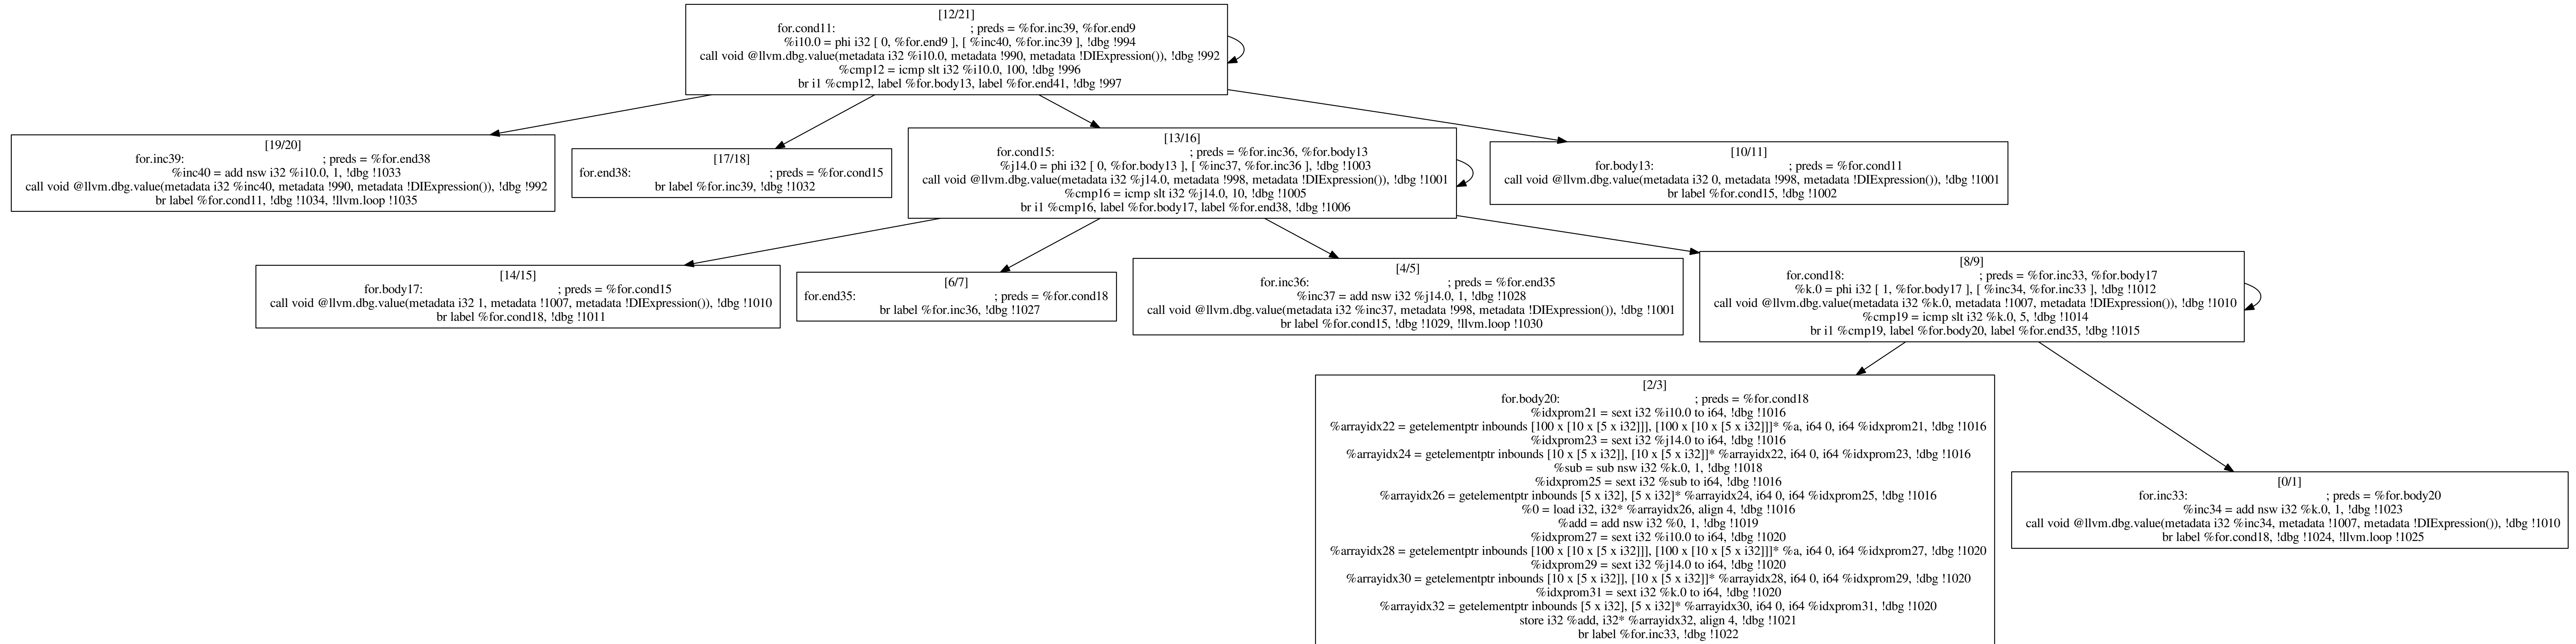 [12/21]
for.cond11: ; preds = %for.inc39, %for.end9
%i10.0 = phi i32 [ 0, %for.end9 ], [ %inc40, %for.inc39 ], !dbg !994
call void @llvm.dbg.value(metadata i32 %i10.0, metadata !990, metadata !DIExpression()), !dbg !992
%cmp12 = icmp slt i32 %i10.0, 100, !dbg !996
br i1 %cmp12, label %for.body13, label %for.end41, !dbg !997
[19/20]
for.inc39: ; preds = %for.end38
%inc40 = add nsw i32 %i10.0, 1, !dbg !1033
call void @llvm.dbg.value(metadata i32 %inc40, metadata !990, metadata !DIExpression()), !dbg !992
br label %for.cond11, !dbg !1034, !llvm.loop !1035
[17/18]
for.end38: ; preds = %for.cond15
br label %for.inc39, !dbg !1032
[13/16]
for.cond15: ; preds = %for.inc36, %for.body13
%j14.0 = phi i32 [ 0, %for.body13 ], [ %inc37, %for.inc36 ], !dbg !1003
call void @llvm.dbg.value(metadata i32 %j14.0, metadata !998, metadata !DIExpression()), !dbg !1001
%cmp16 = icmp slt i32 %j14.0, 10, !dbg !1005
br i1 %cmp16, label %for.body17, label %for.end38, !dbg !1006
[10/11]
for.body13: ; preds = %for.cond11
call void @llvm.dbg.value(metadata i32 0, metadata !998, metadata !DIExpression()), !dbg !1001
br label %for.cond15, !dbg !1002
[14/15]
for.body17: ; preds = %for.cond15
call void @llvm.dbg.value(metadata i32 1, metadata !1007, metadata !DIExpression()), !dbg !1010
br label %for.cond18, !dbg !1011
[6/7]
for.end35: ; preds = %for.cond18
br label %for.inc36, !dbg !1027
[4/5]
for.inc36: ; preds = %for.end35
%inc37 = add nsw i32 %j14.0, 1, !dbg !1028
call void @llvm.dbg.value(metadata i32 %inc37, metadata !998, metadata !DIExpression()), !dbg !1001
br label %for.cond15, !dbg !1029, !llvm.loop !1030
[8/9]
for.cond18: ; preds = %for.inc33, %for.body17
%k.0 = phi i32 [ 1, %for.body17 ], [ %inc34, %for.inc33 ], !dbg !1012
call void @llvm.dbg.value(metadata i32 %k.0, metadata !1007, metadata !DIExpression()), !dbg !1010
%cmp19 = icmp slt i32 %k.0, 5, !dbg !1014
br i1 %cmp19, label %for.body20, label %for.end35, !dbg !1015
[2/3]
for.body20: ; preds = %for.cond18
%idxprom21 = sext i32 %i10.0 to i64, !dbg !1016
%arrayidx22 = getelementptr inbounds [100 x [10 x [5 x i32]]], [100 x [10 x [5 x i32]]]* %a, i64 0, i64 %idxprom21, !dbg !1016
%idxprom23 = sext i32 %j14.0 to i64, !dbg !1016
%arrayidx24 = getelementptr inbounds [10 x [5 x i32]], [10 x [5 x i32]]* %arrayidx22, i64 0, i64 %idxprom23, !dbg !1016
%sub = sub nsw i32 %k.0, 1, !dbg !1018
%idxprom25 = sext i32 %sub to i64, !dbg !1016
%arrayidx26 = getelementptr inbounds [5 x i32], [5 x i32]* %arrayidx24, i64 0, i64 %idxprom25, !dbg !1016
%0 = load i32, i32* %arrayidx26, align 4, !dbg !1016
%add = add nsw i32 %0, 1, !dbg !1019
%idxprom27 = sext i32 %i10.0 to i64, !dbg !1020
%arrayidx28 = getelementptr inbounds [100 x [10 x [5 x i32]]], [100 x [10 x [5 x i32]]]* %a, i64 0, i64 %idxprom27, !dbg !1020
%idxprom29 = sext i32 %j14.0 to i64, !dbg !1020
%arrayidx30 = getelementptr inbounds [10 x [5 x i32]], [10 x [5 x i32]]* %arrayidx28, i64 0, i64 %idxprom29, !dbg !1020
%idxprom31 = sext i32 %k.0 to i64, !dbg !1020
%arrayidx32 = getelementptr inbounds [5 x i32], [5 x i32]* %arrayidx30, i64 0, i64 %idxprom31, !dbg !1020
store i32 %add, i32* %arrayidx32, align 4, !dbg !1021
br label %for.inc33, !dbg !1022
[0/1]
for.inc33: ; preds = %for.body20
%inc34 = add nsw i32 %k.0, 1, !dbg !1023
call void @llvm.dbg.value(metadata i32 %inc34, metadata !1007, metadata !DIExpression()), !dbg !1010
br label %for.cond18, !dbg !1024, !llvm.loop !1025